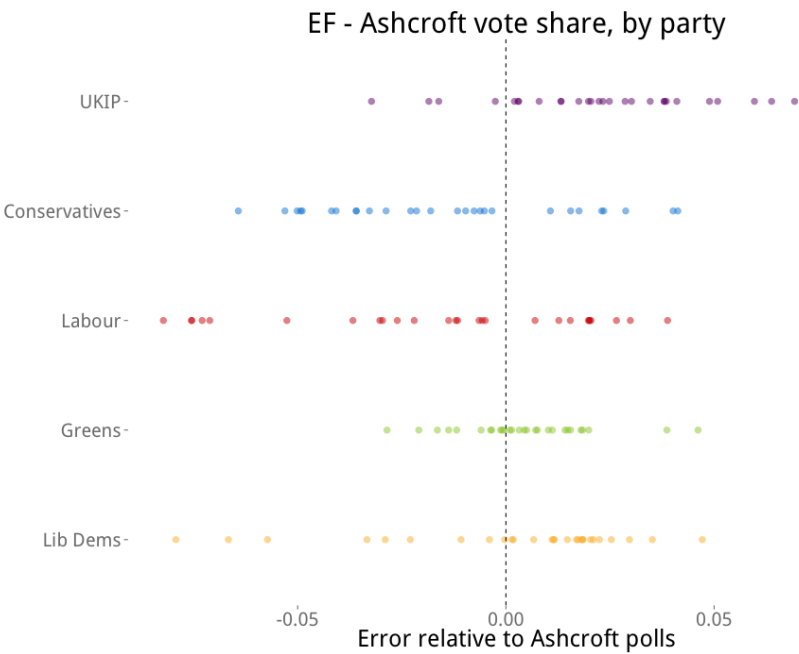 EF - Ashcroft vote share, by party
UKIP
Conservatives
Labour
Greens
Lib Dems
-0.05 0.00 0.05
Error relative to Ashcroft polls